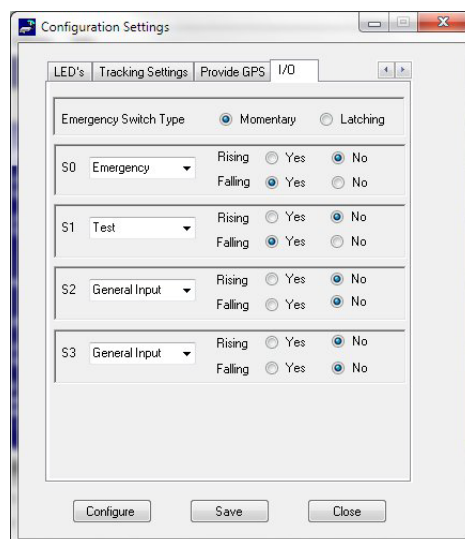 Configuration Settings
LED's Tracking Settings Provide GPS I/O
Emergency Switch Type Momentary Latching
S0 Emergency Rising Yes No
Falling Yes No
S1 Test Rising Yes No
Falling Yes No
S2 General Input Rising Yes No
Falling Yes No
S3 General Input Rising Yes No
Falling Yes No
Configure Save Close